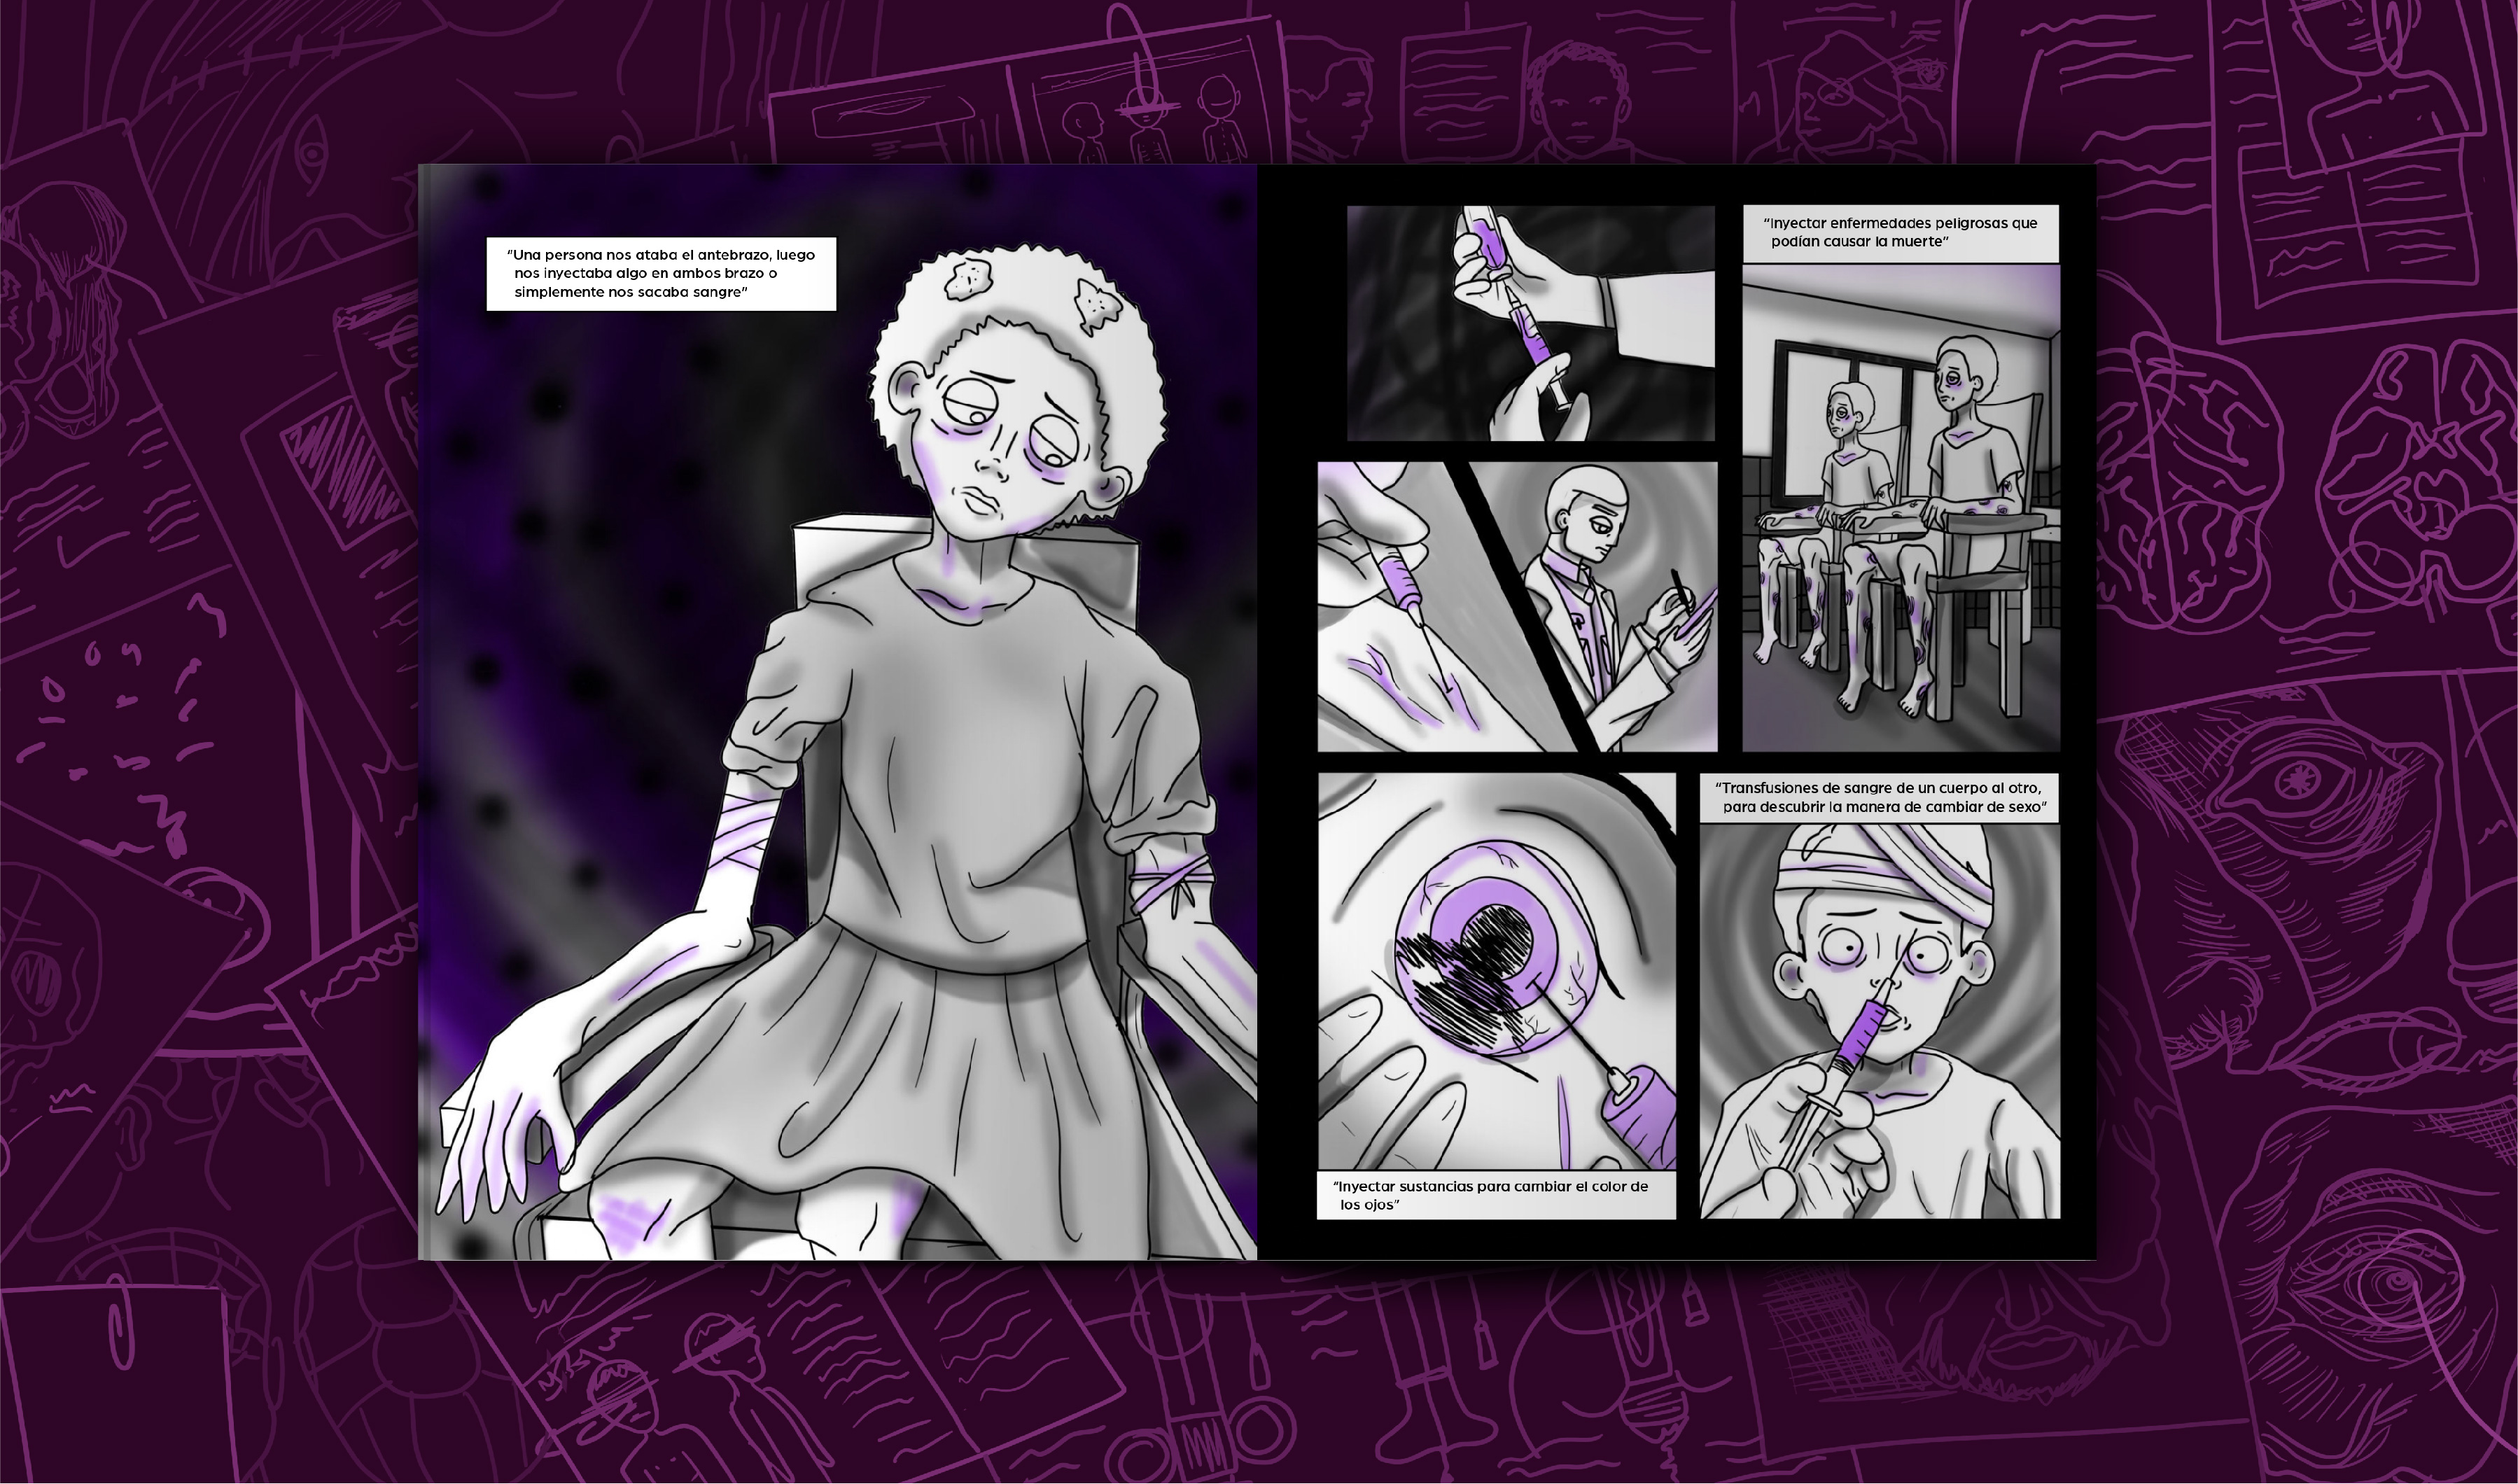 “Una persona nos ataba el antebrazo, luego
nos inyectaba algo en ambos brazo o
simplemente nos sacaba sangre”
“Inyectar enfermedades peligrosas que
podían causar la muerte”
“Inyectar sustancias para cambiar el color de
los ojos”
“Transfusiones de sangre de un cuerpo al otro,
para descubrir la manera de cambiar de sexo”